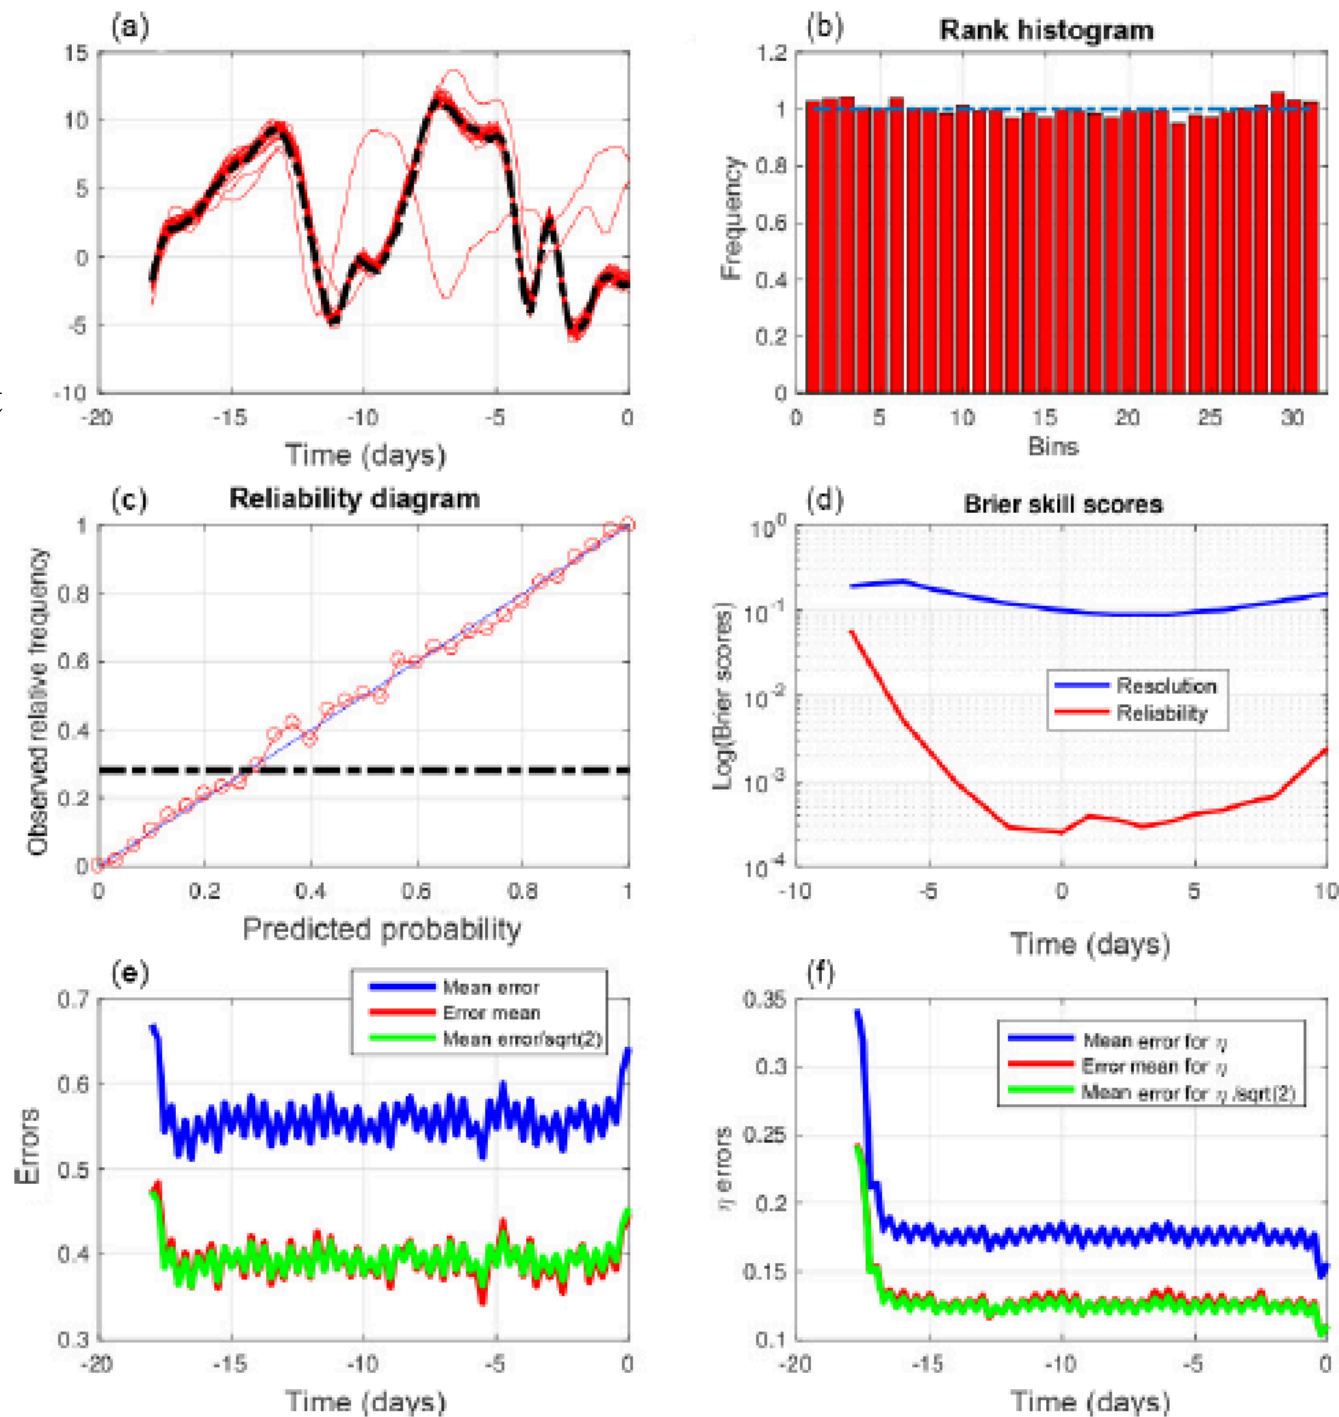 (a)
15
10
5
0
-5
-10
-20
-15
-10
-5
0
Time (days)
(b)
Rank histogram
1.2
1
0.8
0.6
0.4
0.2
0
Frequency
0
5
10
15
20
25
30
Bins
(c)
Reliability diagram
1
0.8
0.6
0.4
0.2
0
Observed relative frequency
0
0.2
0.4
0.6
0.8
1
Predicted probability
(d)
Brier skill scores
10^0
10^-1
10^-2
10^-3
10^-4
Log(Brier scores)
Resolution
Reliability
-10
-5
0
5
10
Time (days)
(e)
Mean error
Error mean
Mean error/sqrt(2)
0.7
0.6
0.5
0.4
0.3
Errors
-20
-15
-10
-5
0
Time (days)
(f)
Mean error for η
Error mean for η
Mean error for η /sqrt(2)
0.35
0.3
0.25
0.2
0.15
0.1
η errors
-20
-15
-10
-5
0
Time (days)